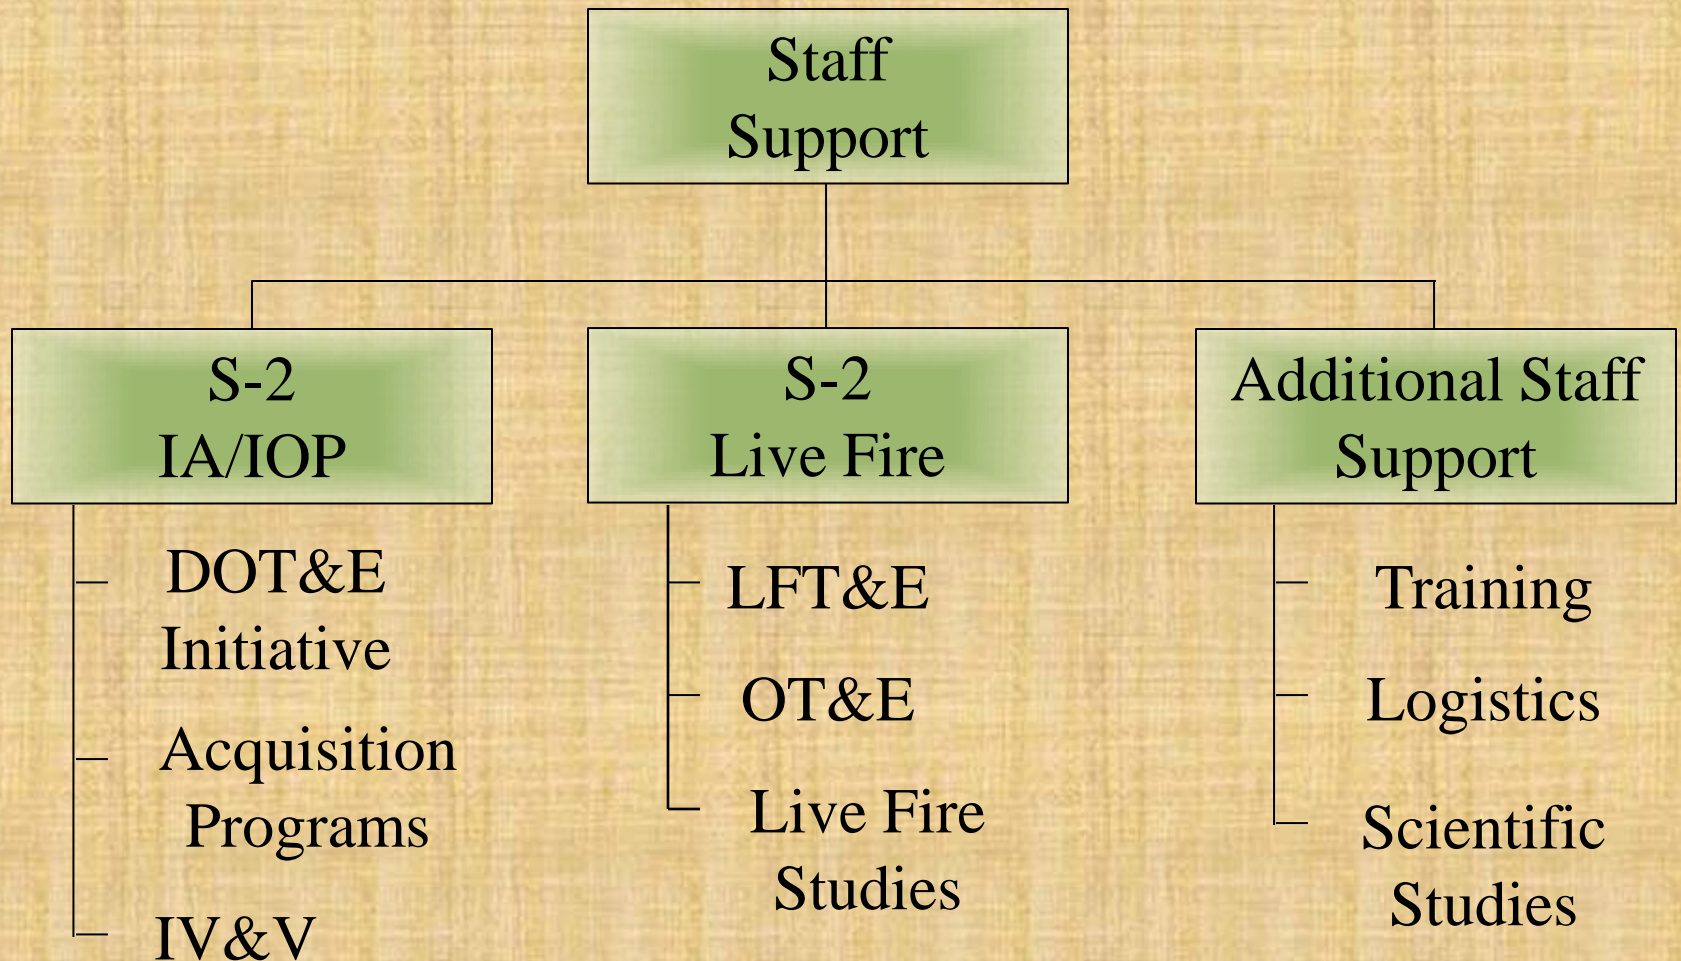 Staff
Support
S-2
IA/IOP
DOT&E
Initiative
Acquisition
Programs
IV&V
S-2
Live Fire
LFT&E
OT&E
Live Fire
Studies
Additional Staff
Support
Training
Logistics
Scientific
Studies